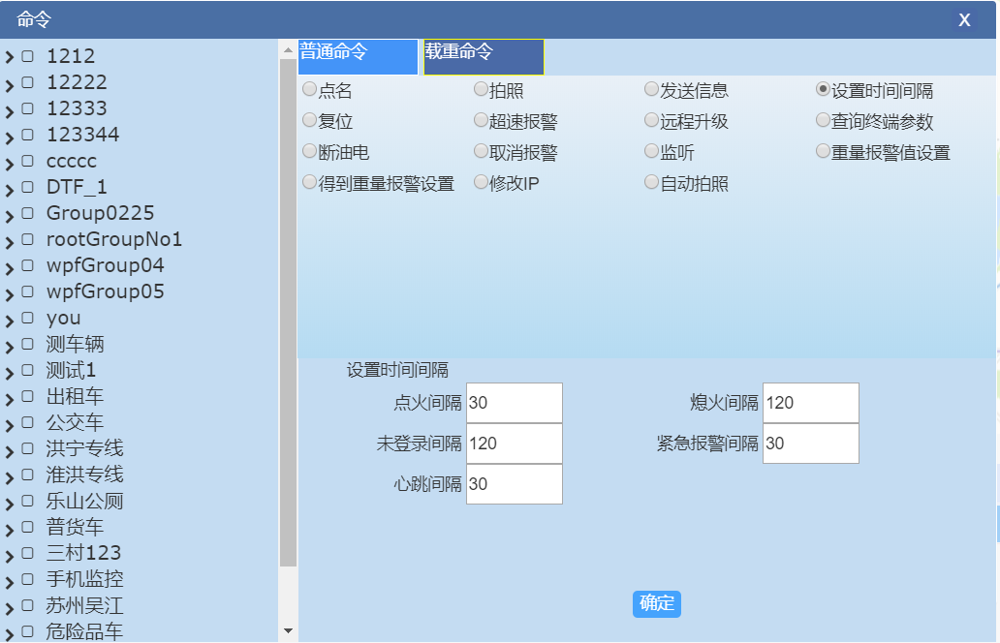 命令 X
1212
12222
12333
123344
ccccc
DTF_1
Group0225
rootGroupNo1
wpfGroup04
wpfGroup05
you
测车辆
测试1
出租车
公交车
洪宁专线
淮洪专线
乐山公厕
普货车
三村123
手机监控
苏州吴江
危险品车
普通命令 载重命令
点名 拍照 发送信息 设置时间间隔
复位 超速报警 远程升级 查询终端参数
断油电 取消报警 监听 重量报警值设置
得到重量报警设置 修改IP 自动拍照
设置时间间隔
点火间隔 30 熄火间隔 120
未登录间隔 120 紧急报警间隔 30
心跳间隔 30
确定